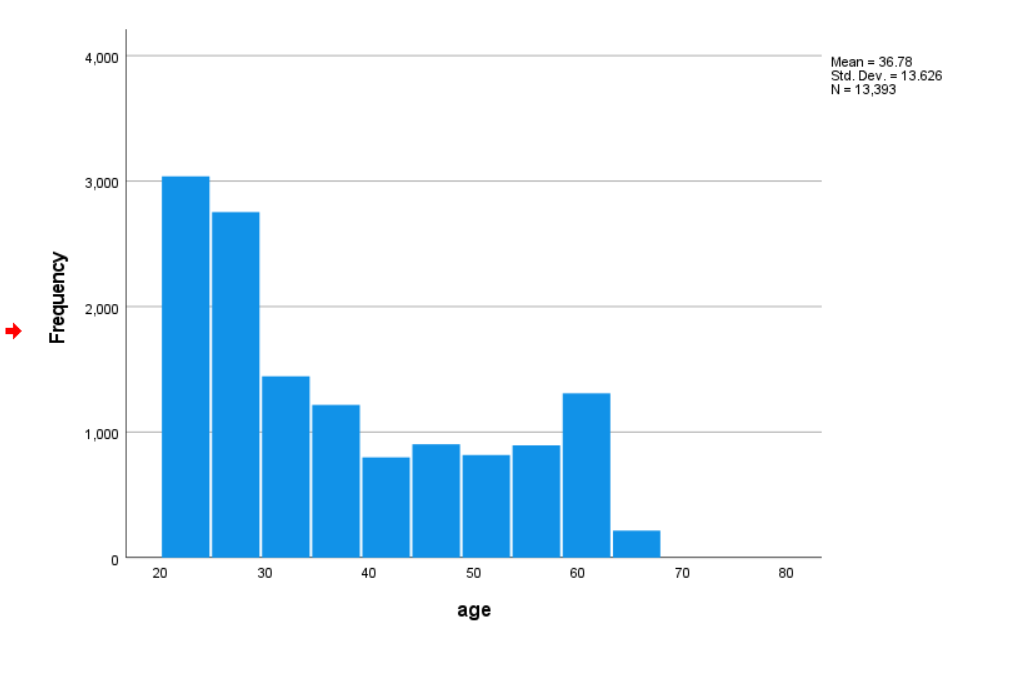 4,000
3,000
2,000
1,000
0
Frequency
20 30 40 50 60 70 80
age
Mean = 36.78
Std. Dev. = 13.626
N = 13,393